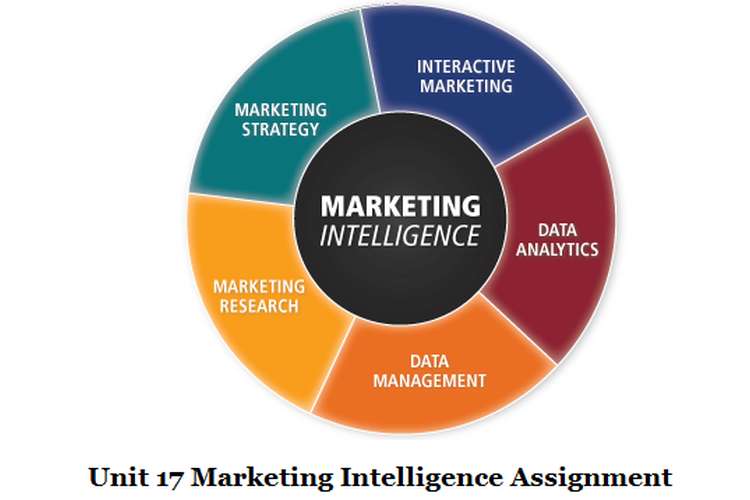 INTERACTIVE
MARKETING
MARKETING
STRATEGY
MARKETING
INTELLIGENCE
DATA
ANALYTICS
MARKETING
RESEARCH
DATA
MANAGEMENT
Unit 17 Marketing Intelligence Assignment